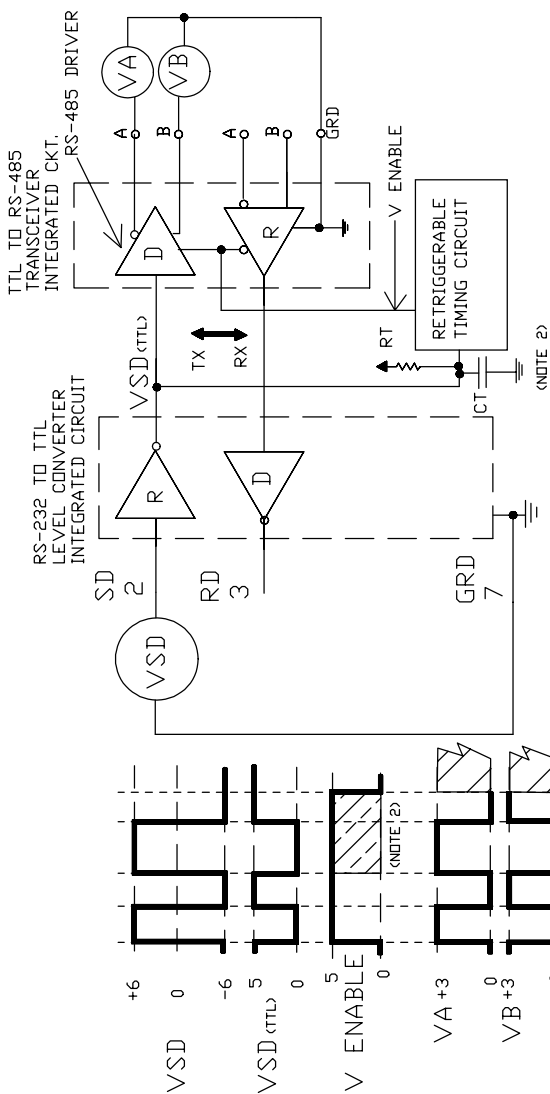 TTL TO RS-485
TRANSCEIVER
INTEGRATED CKT.
RS-485 DRIVER
RS-232 TO TTL
LEVEL CONVERTER
INTEGRATED CIRCUIT
VSD
SD
2
RD
3
GRD
7
R
D
VSD(TTL)
TX
RX
D
R
A
B
A
B
GRD
VA
VB
V ENABLE
RETRIGGERABLE
TIMING CIRCUIT
RT
CT
(NOTE 2)
VSD
+6
0
-6
VSD(TTL)
5
0
V ENABLE
5
0
(NOTE 2)
VA
+3
0
VB
+3